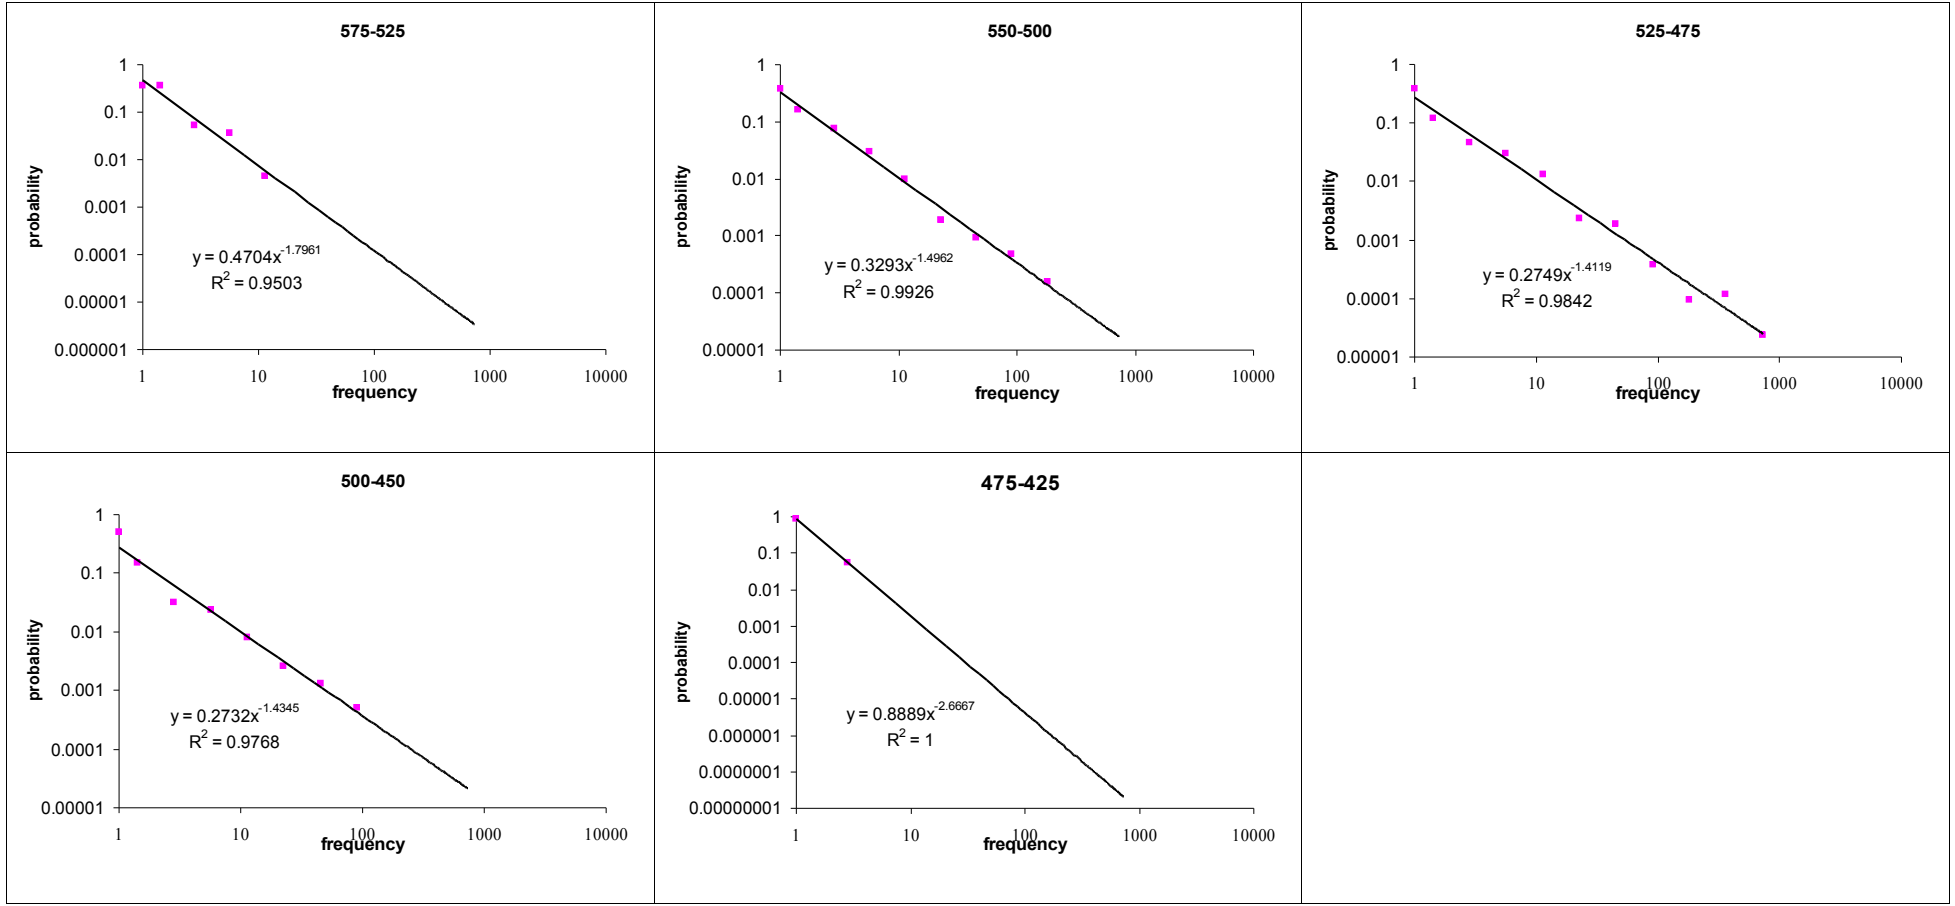 575-525
1
0.1
0.01
0.001
0.0001
0.00001
0.000001
probability
y = 0.4704x^-1.7961
R^2 = 0.9503
1 10 100 1000 10000
frequency
550-500
1
0.1
0.01
0.001
0.0001
0.00001
probability
y = 0.3293x^-1.4962
R^2 = 0.9926
1 10 100 1000 10000
frequency
525-475
1
0.1
0.01
0.001
0.0001
0.00001
probability
y = 0.2749x^-1.4119
R^2 = 0.9842
1 10 100 1000 10000
frequency
500-450
1
0.1
0.01
0.001
0.0001
0.00001
probability
y = 0.2732x^-1.4345
R^2 = 0.9768
1 10 100 1000 10000
frequency
475-425
1
0.1
0.01
0.001
0.0001
0.00001
0.000001
0.0000001
0.00000001
probability
y = 0.8889x^-2.6667
R^2 = 1
1 10 100 1000 10000
frequency